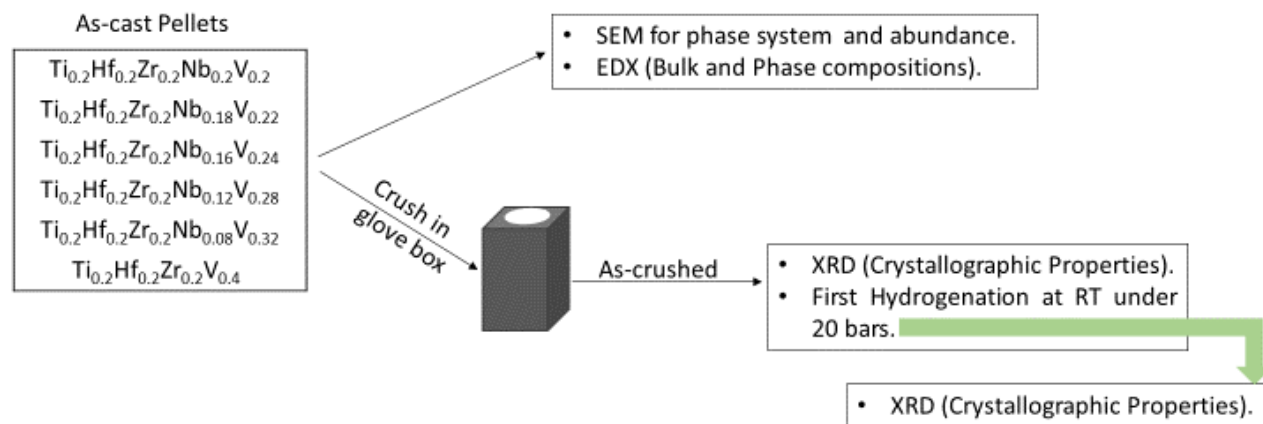 As-cast Pellets
Ti₀.₂Hf₀.₂Zr₀.₂Nb₀.₂V₀.₂
Ti₀.₂Hf₀.₂Zr₀.₂Nb₀.₁₈V₀.₂₂
Ti₀.₂Hf₀.₂Zr₀.₂Nb₀.₁₆V₀.₂₄
Ti₀.₂Hf₀.₂Zr₀.₂Nb₀.₁₂V₀.₂₈
Ti₀.₂Hf₀.₂Zr₀.₂Nb₀.₀₈V₀.₃₂
Ti₀.₂Hf₀.₂Zr₀.₂V₀.₄
• SEM for phase system and abundance.
• EDX (Bulk and Phase compositions).
Crush in
glove box
As-crushed
• XRD (Crystallographic Properties).
• First Hydrogenation at RT under
20 bars.
• XRD (Crystallographic Properties).